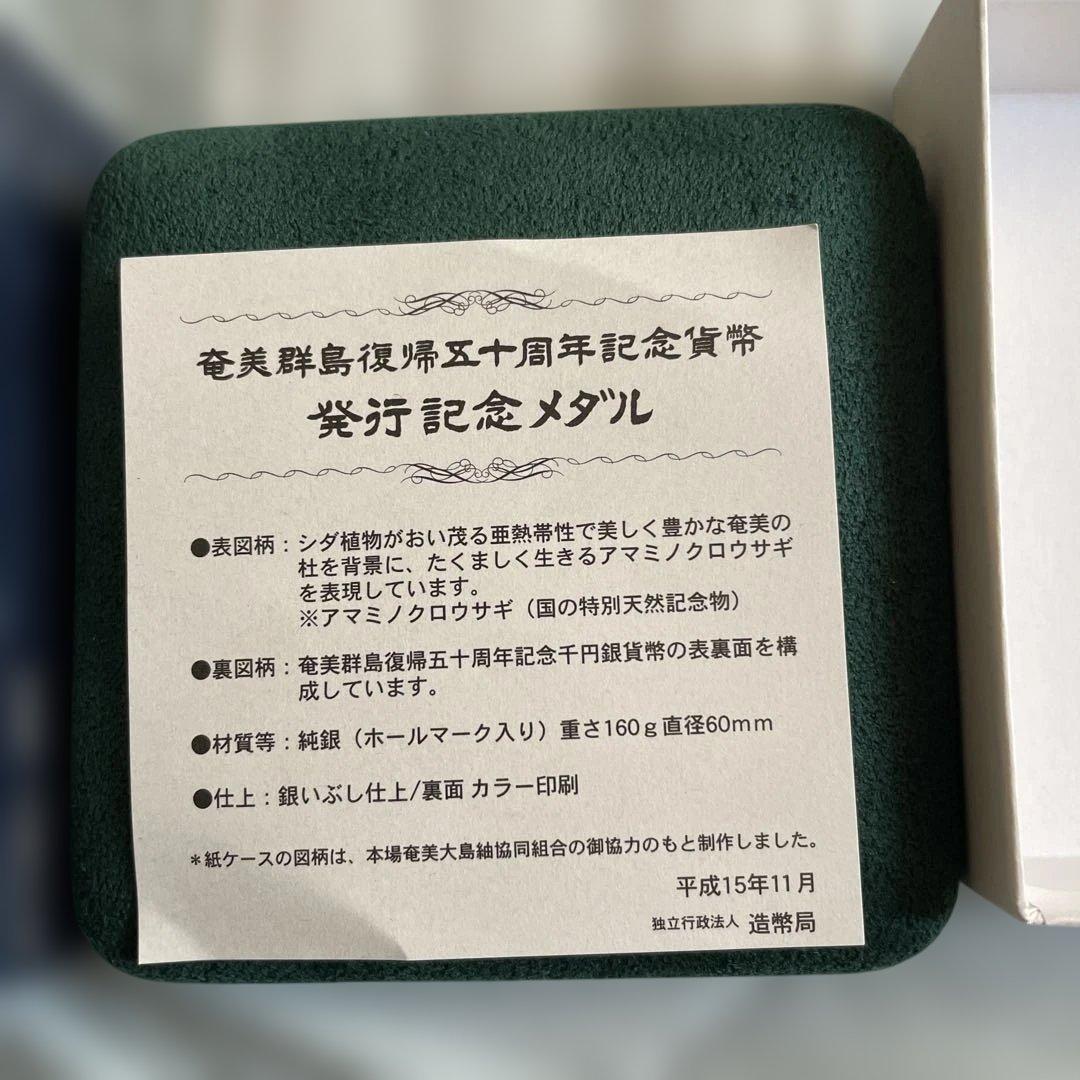 奄美群島復帰五十周年記念貨幣
発行記念メダル
●表図柄：シダ植物がおい茂る亜熱帯性で美しく豊かな奄美の
杜を背景に、たくましく生きるアマミノクロウサギ
を表現しています。
※アマミノクロウサギ（国の特別天然記念物）
●裏図柄：奄美群島復帰五十周年記念千円銀貨幣の表裏面を構
成しています。
●材質等：純銀（ホールマーク入り）重さ160ｇ直径60mm
●仕上：銀いぶし仕上/裏面 カラー印刷
＊紙ケースの図柄は、本場奄美大島紬協同組合の御協力のもと制作しました。
平成15年11月
独立行政法人 造幣局